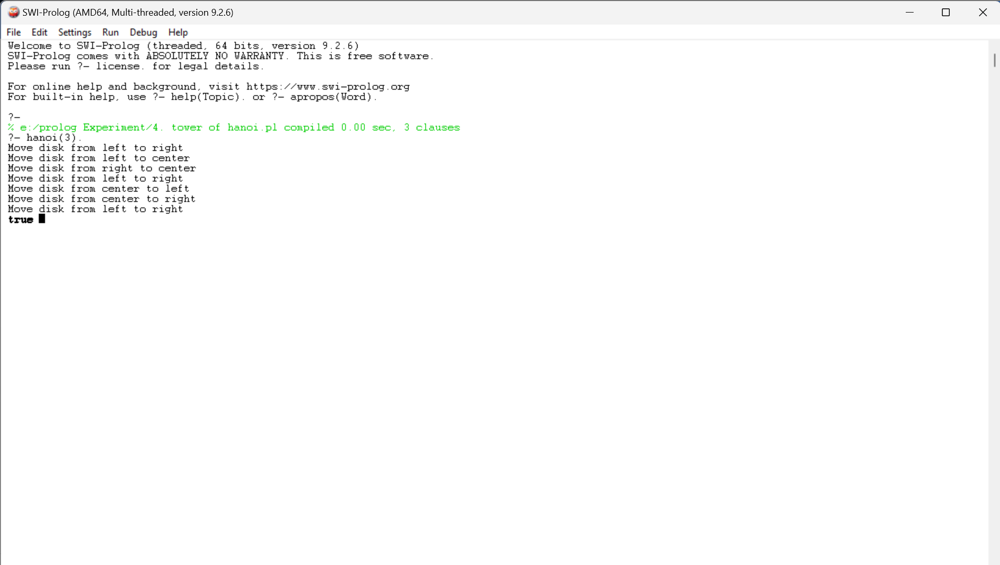 SWI-Prolog (AMD64, Multi-threaded, version 9.2.6)
File Edit Settings Run Debug Help
Welcome to SWI-Prolog (threaded, 64 bits, version 9.2.6)
SWI-Prolog comes with ABSOLUTELY NO WARRANTY. This is free software.
Please run ?- license. for legal details.
For online help and background, visit https://www.swi-prolog.org
For built-in help, use ?- help(Topic). or ?- apropos(Word).
?-
% e:/prolog Experiment/4. tower of hanoi.pl compiled 0.00 sec, 3 clauses
?- hanoi(3).
Move disk from left to right
Move disk from left to center
Move disk from right to center
Move disk from left to right
Move disk from center to left
Move disk from center to right
Move disk from left to right
true